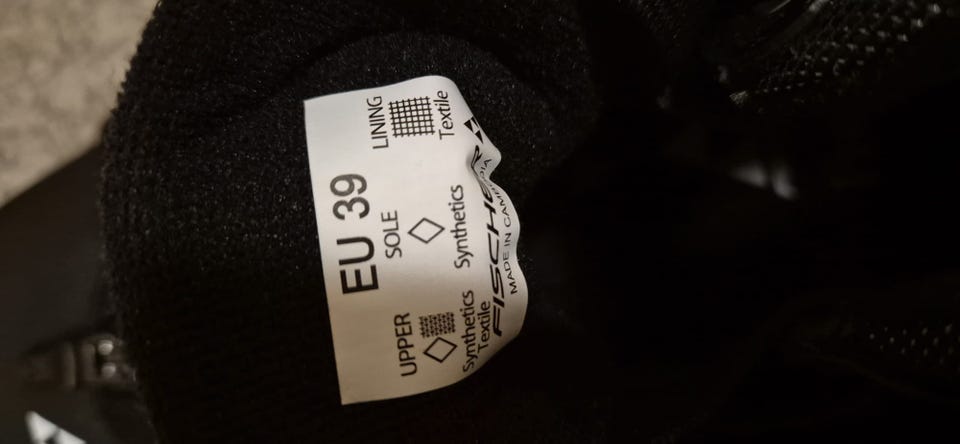 EU 39
UPPER
Synthetics
Textile
SOLE
Synthetics
LINING
Textile
FISCHER
MADE IN CAMBODIA